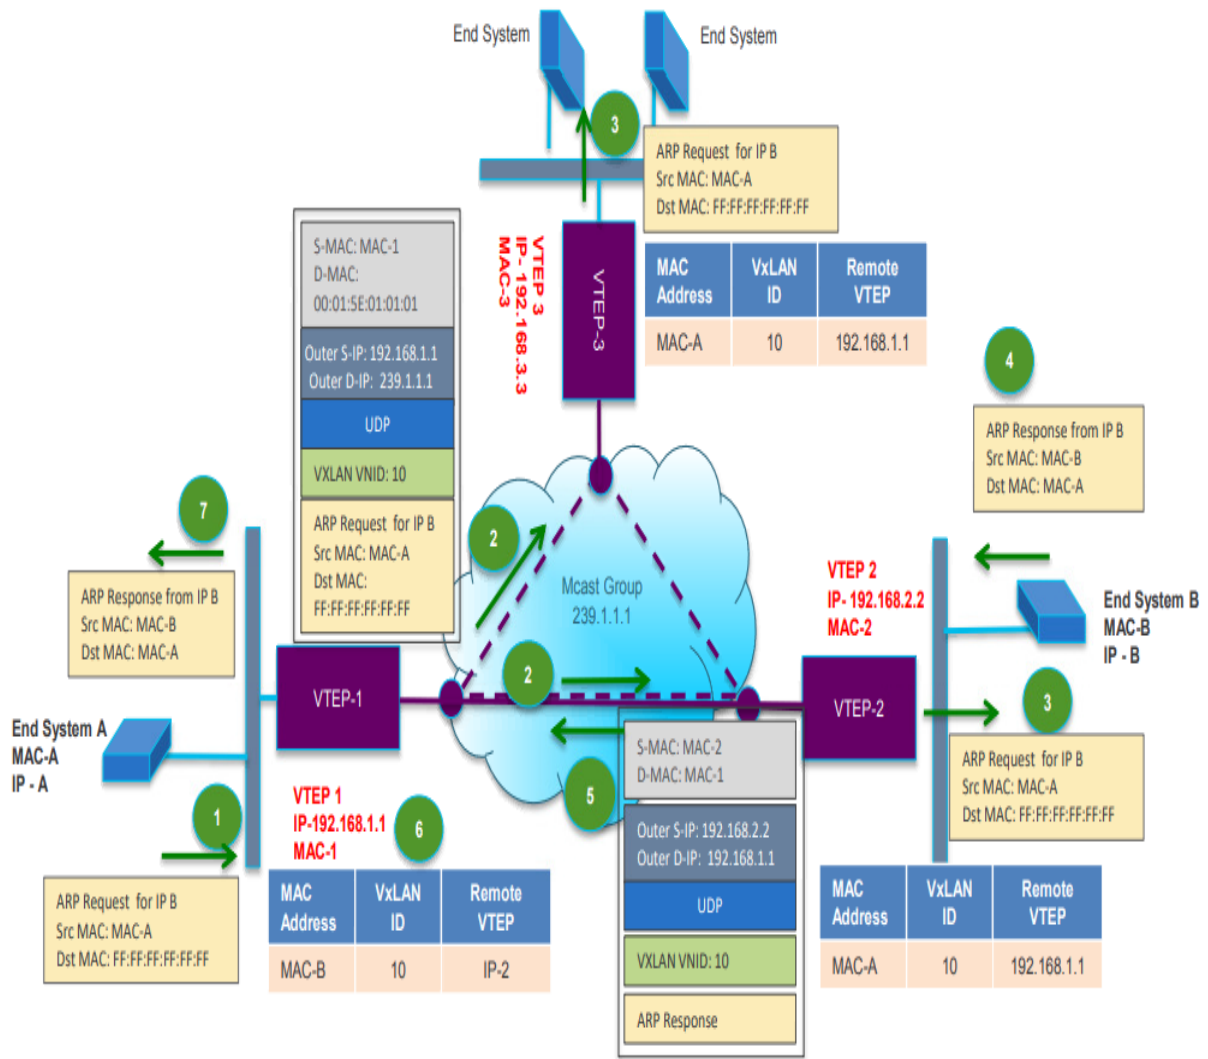 End System
End System
3
ARP Request for IP B
Src MAC: MAC-A
Dst MAC: FF:FF:FF:FF:FF:FF
VTEP 3
IP- 192.168.3.3
MAC-3
VTEP-3
MAC Address
VxLAN ID
Remote VTEP
MAC-A
10
192.168.1.1
S-MAC: MAC-1
D-MAC:
00:01:5E:01:01:01
Outer S-IP: 192.168.1.1
Outer D-IP: 239.1.1.1
UDP
VXLAN VNID: 10
ARP Request for IP B
Src MAC: MAC-A
Dst MAC:
FF:FF:FF:FF:FF:FF
4
ARP Response from IP B
Src MAC: MAC-B
Dst MAC: MAC-A
7
ARP Response from IP B
Src MAC: MAC-B
Dst MAC: MAC-A
2
Mcast Group
239.1.1.1
2
VTEP 2
IP- 192.168.2.2
MAC-2
End System B
MAC-B
IP - B
VTEP-1
VTEP-2
3
ARP Request for IP B
Src MAC: MAC-A
Dst MAC: FF:FF:FF:FF:FF:FF
End System A
MAC-A
IP - A
1
ARP Request for IP B
Src MAC: MAC-A
Dst MAC: FF:FF:FF:FF:FF:FF
VTEP 1
IP-192.168.1.1
MAC-1
6
MAC Address
VxLAN ID
Remote VTEP
MAC-B
10
IP-2
5
S-MAC: MAC-2
D-MAC: MAC-1
Outer S-IP: 192.168.2.2
Outer D-IP: 192.168.1.1
UDP
VXLAN VNID: 10
ARP Response
MAC Address
VxLAN ID
Remote VTEP
MAC-A
10
192.168.1.1